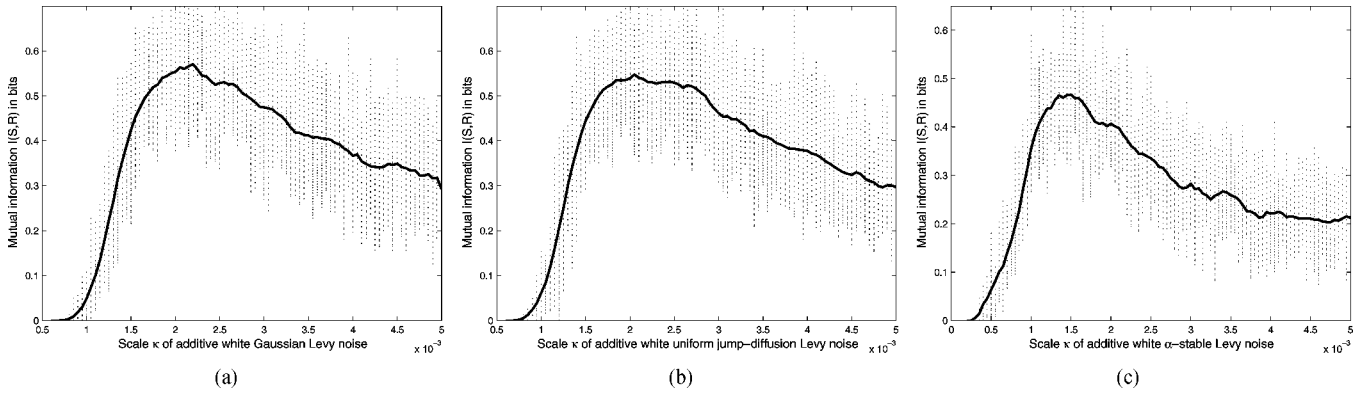 Mutual information I(S,R) in bits
0.6
0.5
0.4
0.3
0.2
0.1
0
0.5 1 1.5 2 2.5 3 3.5 4 4.5 5
Scale κ of additive white Gaussian Levy noise
x 10⁻³
(a)
Mutual information I(S,R) in bits
0.6
0.5
0.4
0.3
0.2
0.1
0
0.5 1 1.5 2 2.5 3 3.5 4 4.5 5
Scale κ of additive white uniform jump-diffusion Levy noise
x 10⁻³
(b)
Mutual information I(S,R) in bits
0.6
0.5
0.4
0.3
0.2
0.1
0
0 0.5 1 1.5 2 2.5 3 3.5 4 4.5 5
Scale κ of additive white α-stable Levy noise
x 10⁻³
(c)